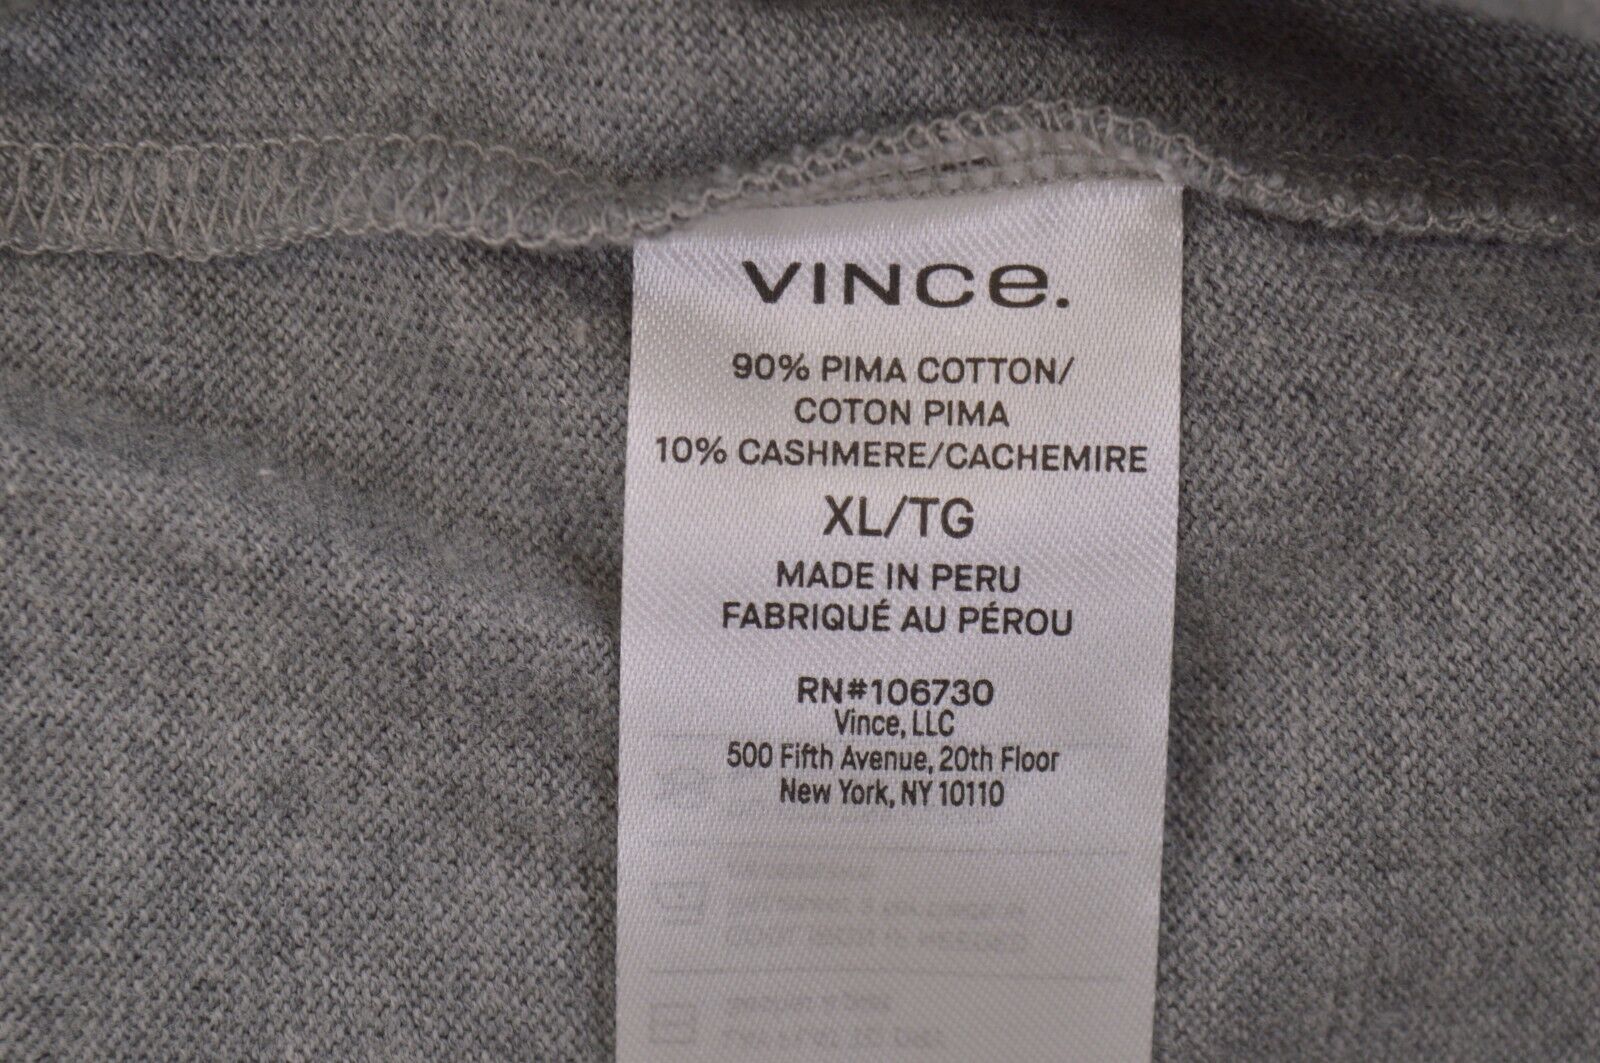 VINCe.
90% PIMA COTTON/
COTON PIMA
10% CASHMERE/CACHEMIRE
XL/TG
MADE IN PERU
FABRIQUÉ AU PÉROU
RN#106730
Vince, LLC
500 Fifth Avenue, 20th Floor
New York, NY 10110